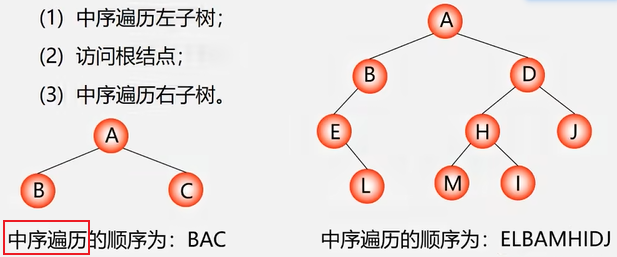 (1) 中序遍历左子树;
(2) 访问根结点;
(3) 中序遍历右子树。
A
B C
中序遍历的顺序为：BAC
A
B D
E H J
L M I
中序遍历的顺序为：ELBAMHIDJ